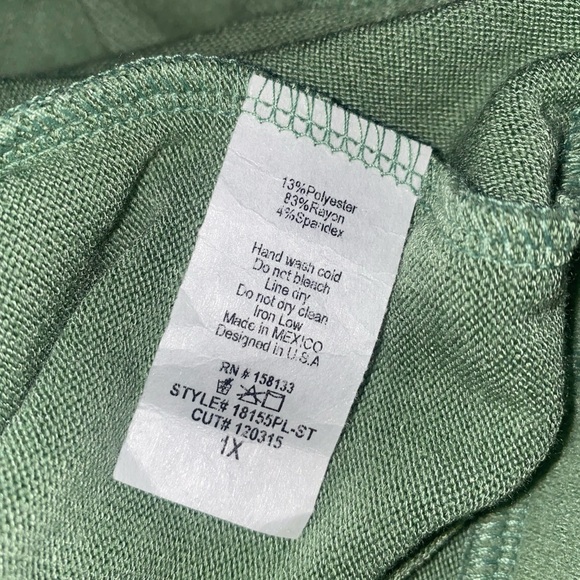 13%Polyester
83%Rayon
4%Spandex
Hand wash cold
Do not bleach
Line dry
Do not dry clean
Iron Low
Made in MEXICO
Designed in U.S.A
RN # 158133
STYLE# 18155PL-ST
CUT# 120315
1X